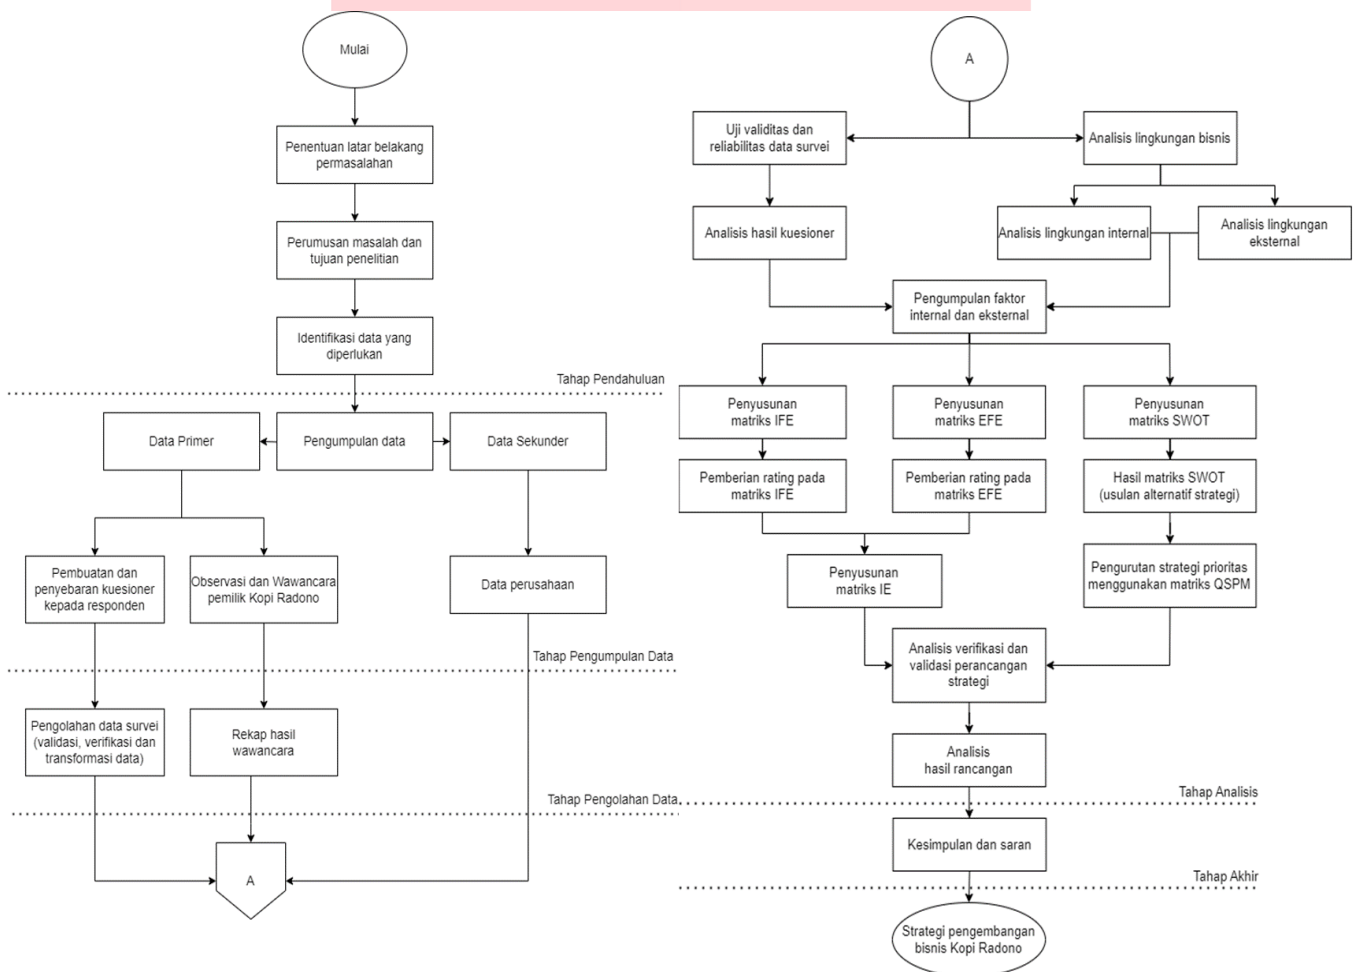 Mulai
Penentuan latar belakang
permasalahan
Perumusan masalah dan
tujuan penelitian
Identifikasi data yang
diperlukan
Tahap Pendahuluan
Data Primer
Pengumpulan data
Data Sekunder
Pembuatan dan
penyebaran kuesioner
kepada responden
Observasi dan Wawancara
pemilik Kopi Radono
Data perusahaan
Tahap Pengumpulan Data
Pengolahan data survei
(validasi, verifikasi dan
transformasi data)
Rekap hasil
wawancara
Tahap Pengolahan Data
A
A
Uji validitas dan
reliabilitas data survei
Analisis lingkungan bisnis
Analisis hasil kuesioner
Analisis lingkungan internal
Analisis lingkungan
eksternal
Pengumpulan faktor
internal dan eksternal
Penyusunan
matriks IFE
Penyusunan
matriks EFE
Penyusunan
matriks SWOT
Pemberian rating pada
matriks IFE
Pemberian rating pada
matriks EFE
Hasil matriks SWOT
(usulan alternatif strategi)
Penyusunan
matriks IE
Pengurutan strategi prioritas
menggunakan matriks QSPM
Analisis verifikasi dan
validasi perancangan
strategi
Analisis
hasil rancangan
Tahap Analisis
Kesimpulan dan saran
Tahap Akhir
Strategi pengembangan
bisnis Kopi Radono